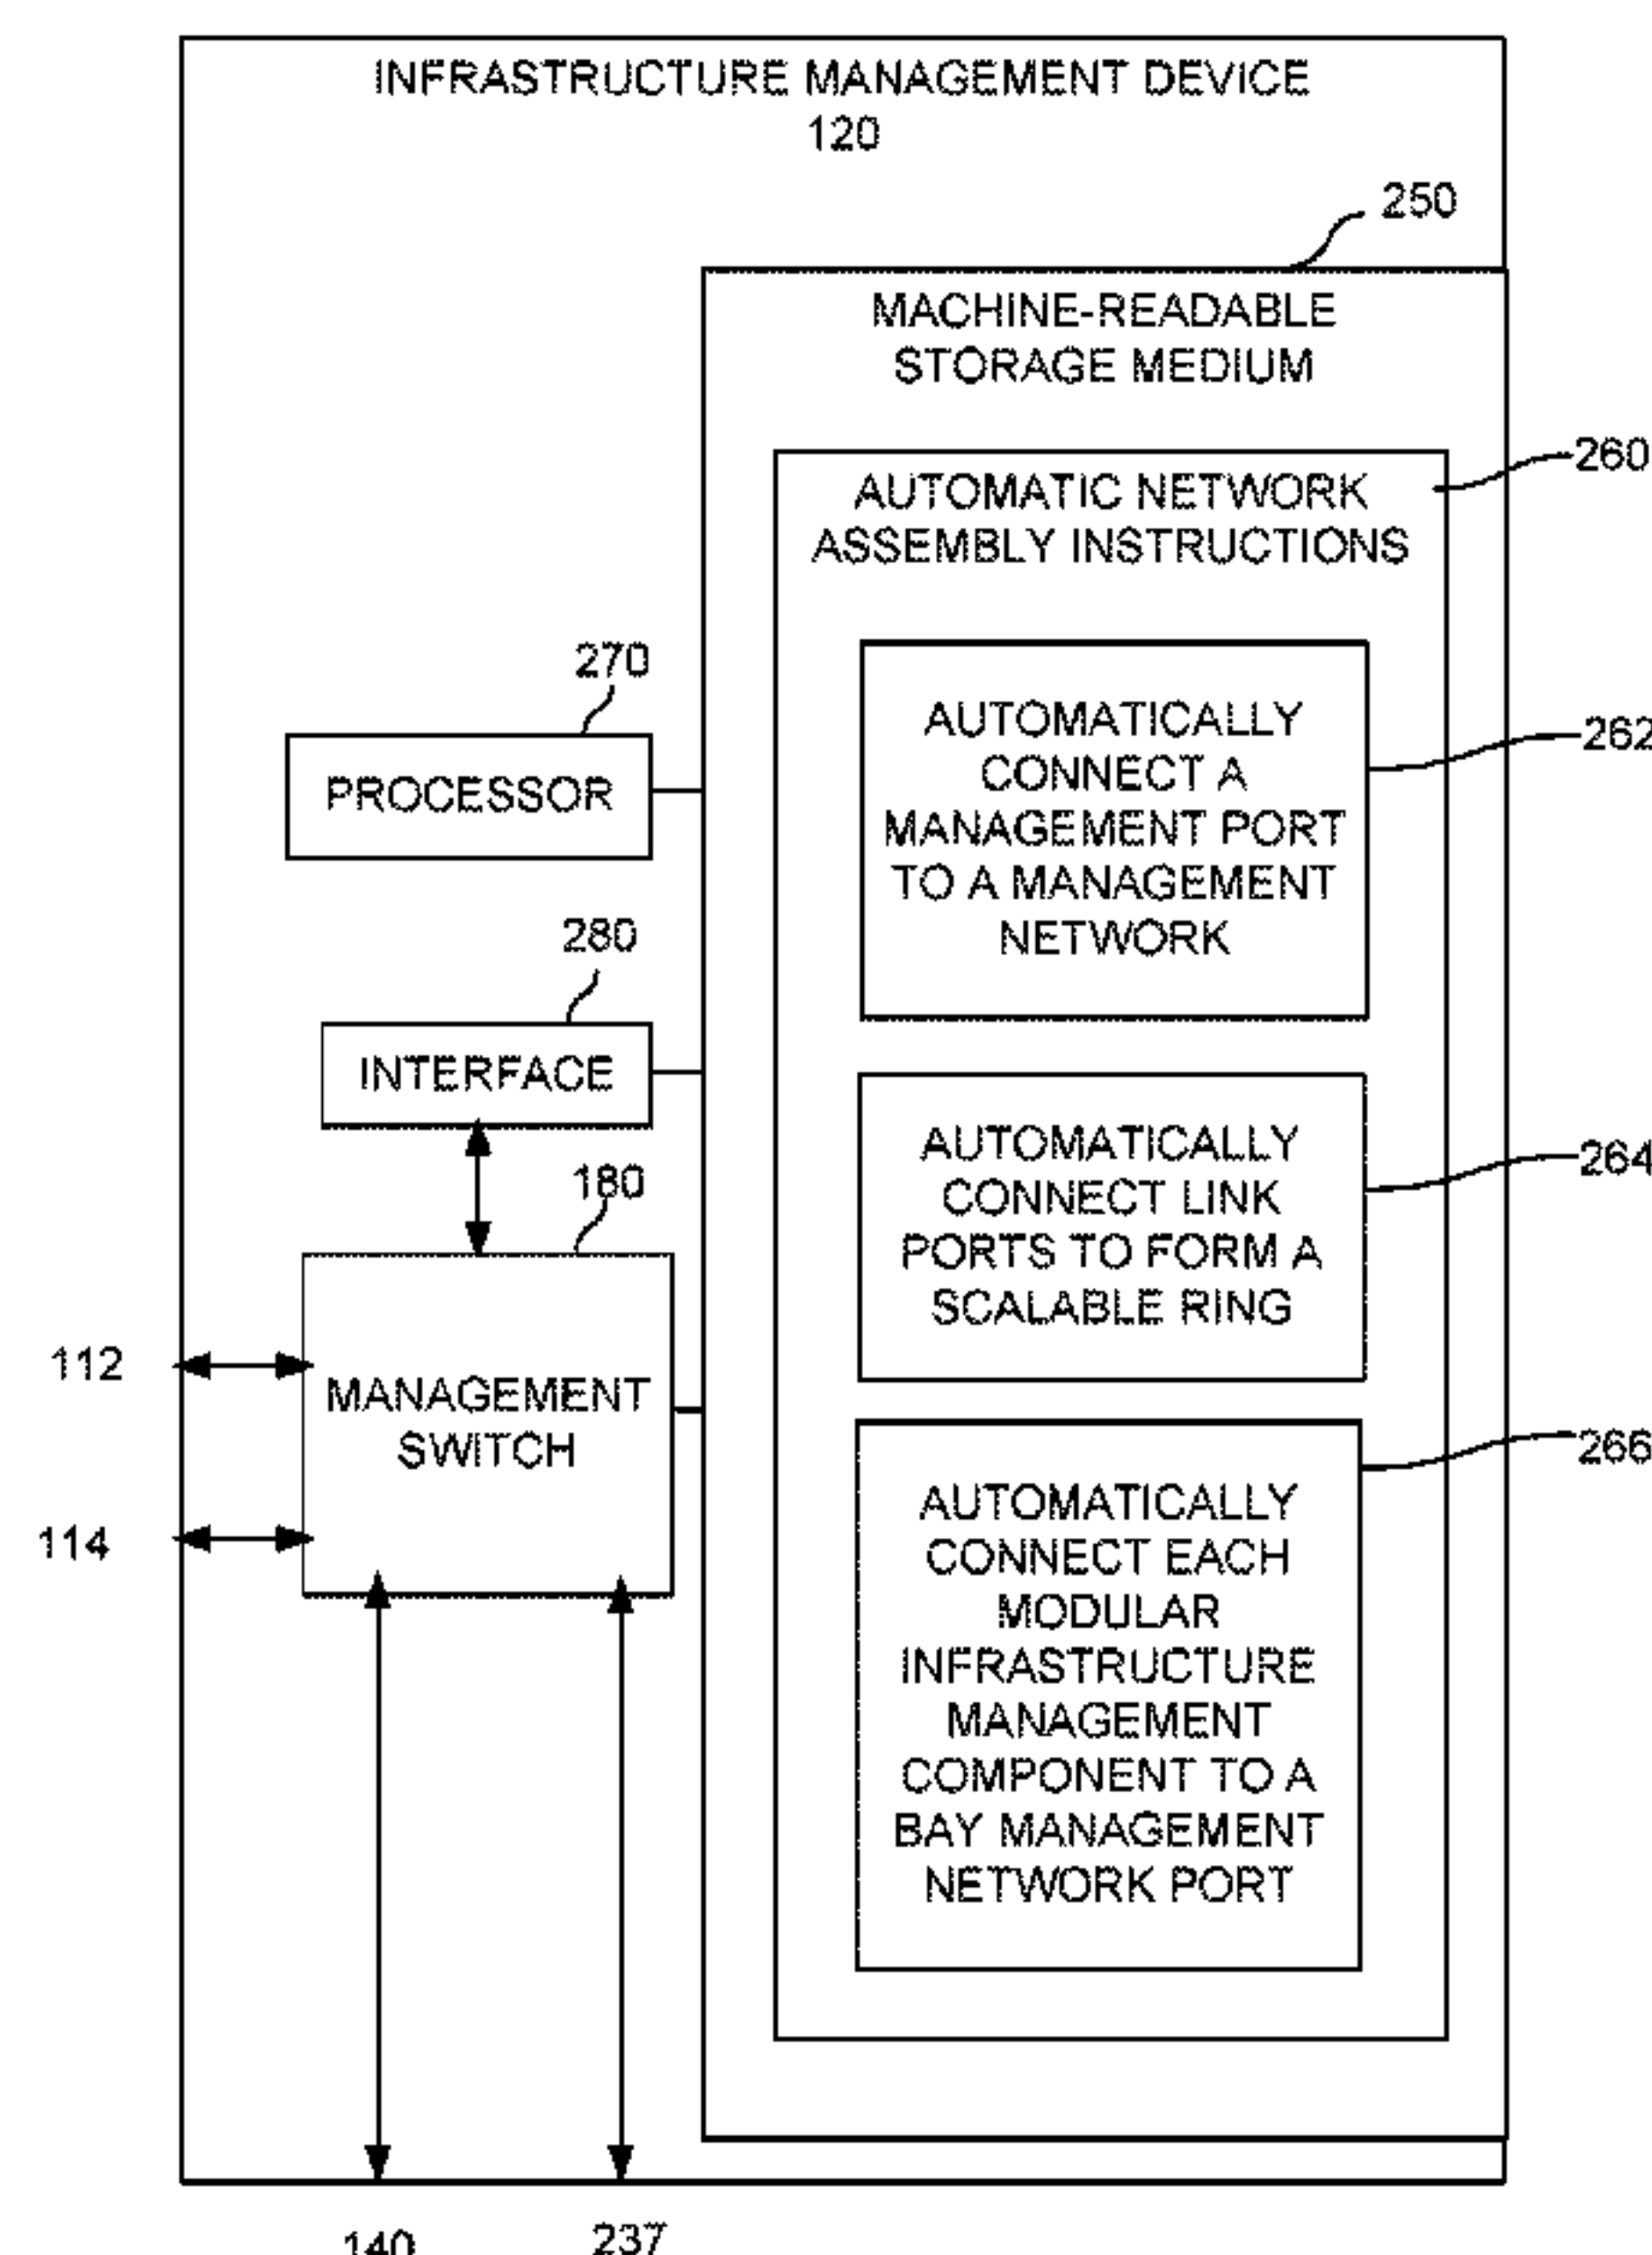 INFRASTRUCTURE MANAGEMENT DEVICE
120
250
MACHINE-READABLE
STORAGE MEDIUM
260
AUTOMATIC NETWORK
ASSEMBLY INSTRUCTIONS
270
PROCESSOR
262
AUTOMATICALLY
CONNECT A
MANAGEMENT PORT
TO A MANAGEMENT
NETWORK
280
INTERFACE
264
AUTOMATICALLY
CONNECT LINK
PORTS TO FORM A
SCALABLE RING
180
MANAGEMENT
SWITCH
112
114
266
AUTOMATICALLY
CONNECT EACH
MODULAR
INFRASTRUCTURE
MANAGEMENT
COMPONENT TO A
BAY MANAGEMENT
NETWORK PORT
140
237